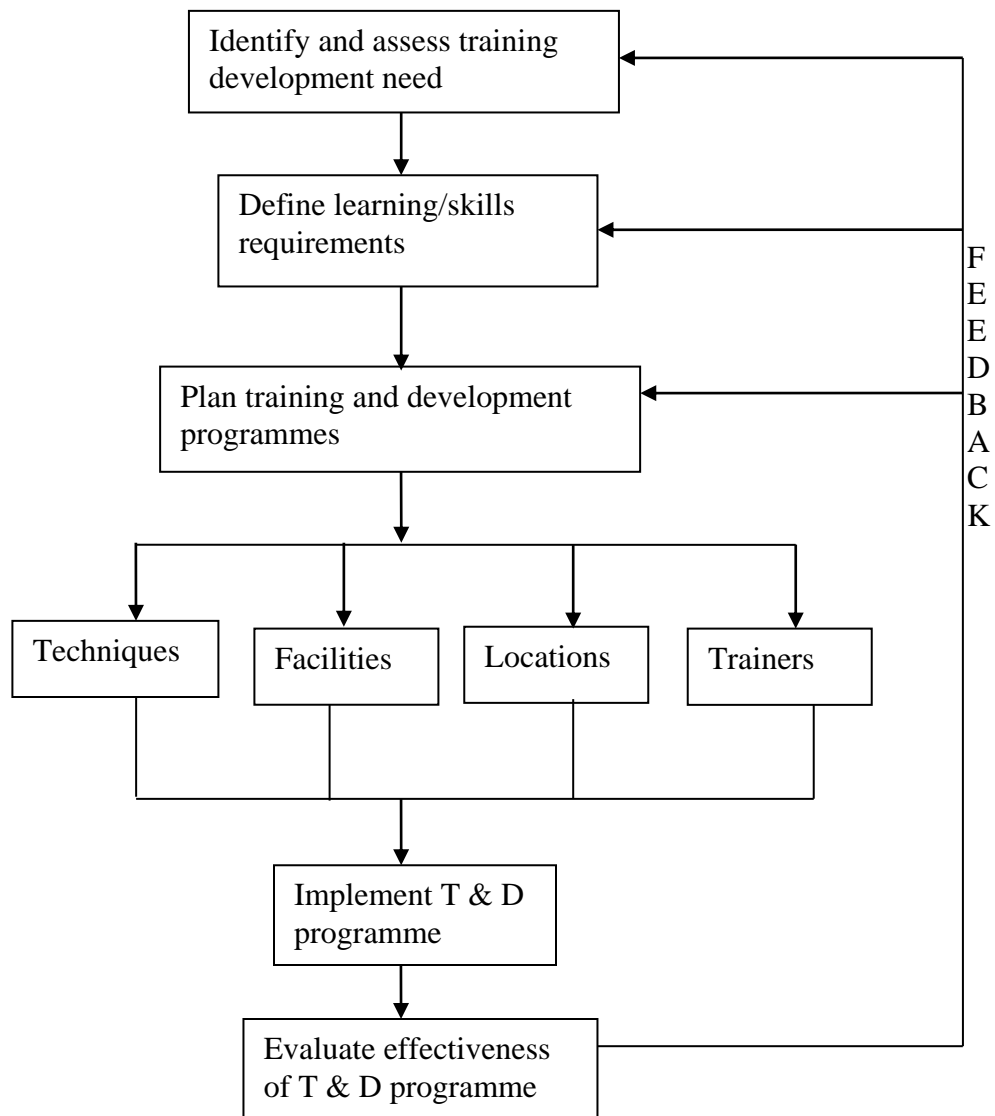 Identify and assess training
development need
Define learning/skills
requirements
F
E
E
D
B
A
C
K
Plan training and development
programmes
Techniques
Facilities
Locations
Trainers
Implement T & D
programme
Evaluate effectiveness
of T & D programme